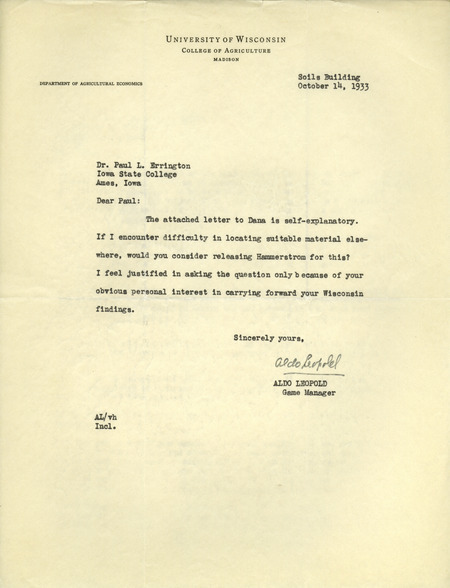 UNIVERSITY OF WISCONSIN
COLLEGE OF AGRICULTURE
MADISON
DEPARTMENT OF AGRICULTURAL ECONOMICS
Soils Building
October 14, 1933
Dr. Paul L. Errington
Iowa State College
Ames, Iowa
Dear Paul:
The attached letter to Dana is self-explanatory.
If I encounter difficulty in locating suitable material else-
where, would you consider releasing Hammerstrom for this?
I feel justified in asking the question only because of your
obvious personal interest in carrying forward your Wisconsin
findings.
Sincerely yours,
Aldo Leopold
ALDO LEOPOLD
Game Manager
AL/vh
Incl.